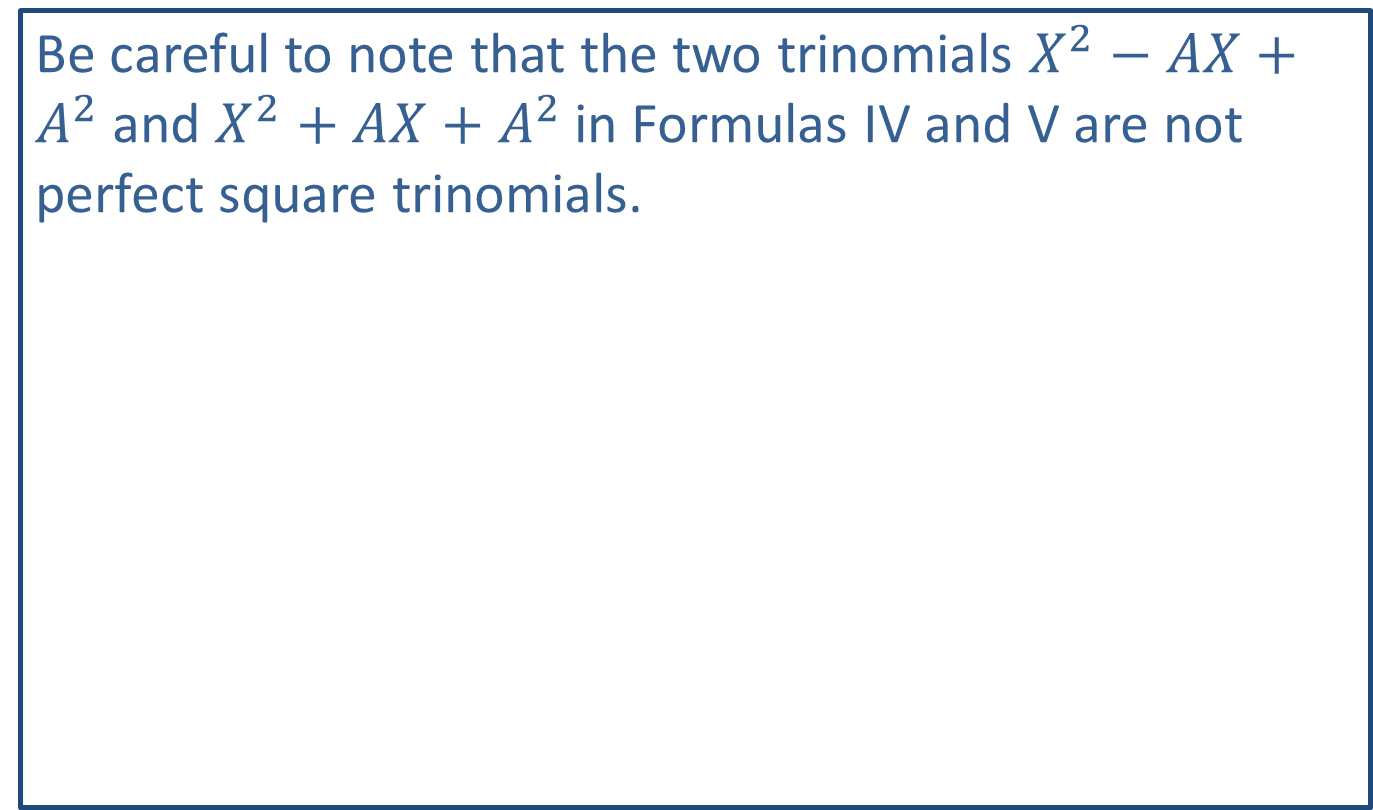 Be careful to note that the two trinomials 𝑋² − 𝐴𝑋 +
𝐴² and 𝑋² + 𝐴𝑋 + 𝐴² in Formulas IV and V are not
perfect square trinomials.